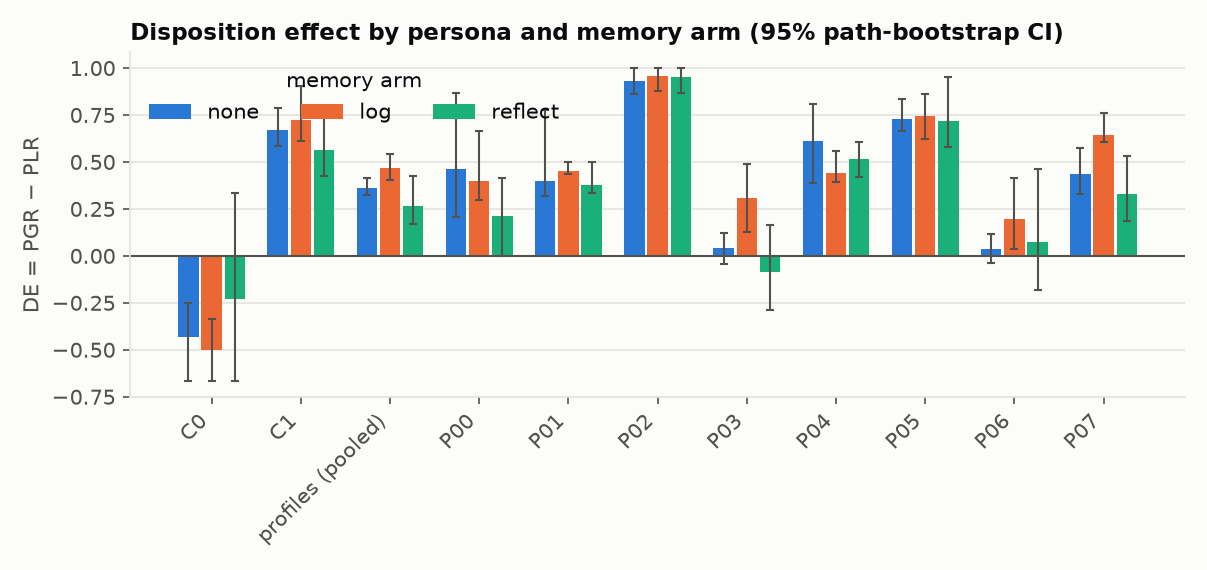 Disposition effect by persona and memory arm (95% path-bootstrap CI)
memory arm
none log reflect
DE = PGR − PLR
1.00
0.75
0.50
0.25
0.00
−0.25
−0.50
−0.75
C0
C1
profiles (pooled)
P00
P01
P02
P03
P04
P05
P06
P07